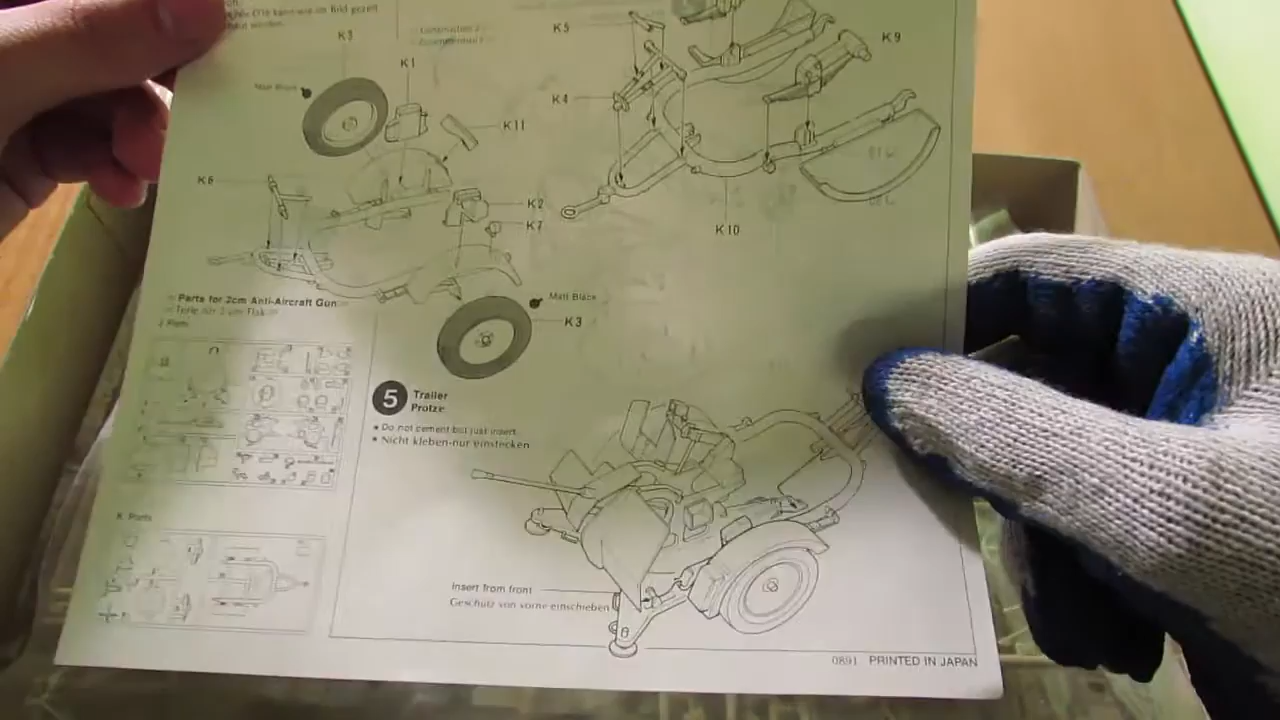 K3
K5
K9
K1
K4
K11
K6
K2
K7
K10
Matt Black
K3
Parts for 2cm Anti-Aircraft Gun
J Parts
5
Trailer
Protze
• Do not cement but just insert.
• Nicht kleben-nur einstecken
K Parts
Insert from front
Geschütz von vorne einschieben
0891 PRINTED IN JAPAN